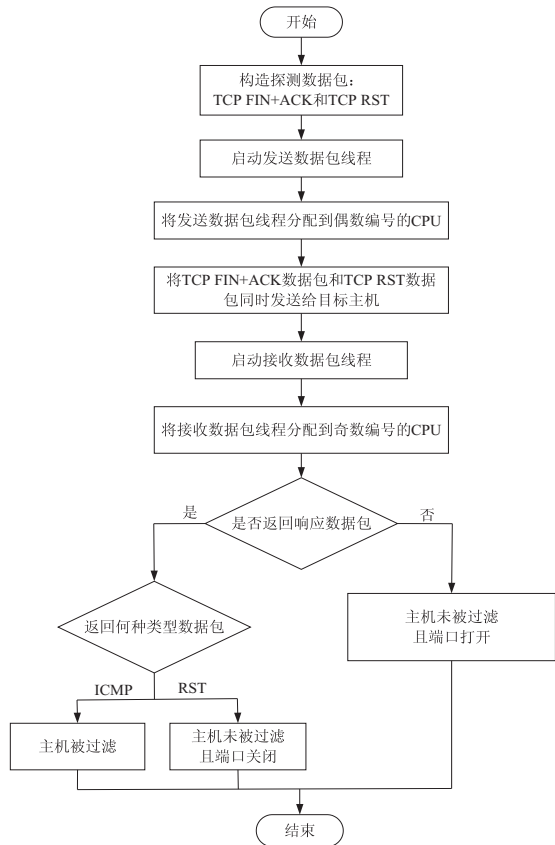 开始
构造探测数据包：
TCP FIN+ACK和TCP RST
启动发送数据包线程
将发送数据包线程分配到偶数编号的CPU
将TCP FIN+ACK数据包和TCP RST数据
包同时发送给目标主机
启动接收数据包线程
将接收数据包线程分配到奇数编号的CPU
是否返回响应数据包
是
否
返回何种类型数据包
主机未被过滤
且端口打开
ICMP
RST
主机被过滤
主机未被过滤
且端口关闭
结束